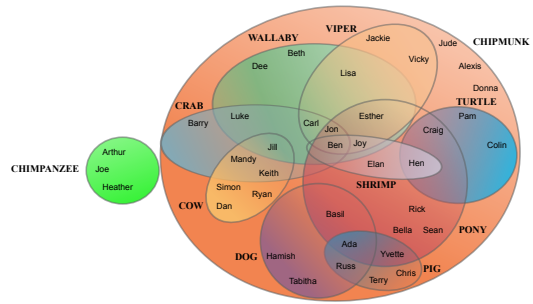 VIPER
Jackie
WALLABY
Jude
CHIPMUNK
Beth
Vicky
Dee
Alexis
Lisa
Donna
TURTLE
CRAB
Luke
Esther
Pam
Barry
Carl
Jon
Craig
Colin
Jill
Ben
Joy
Arthur
Mandy
Elan
Hen
CHIMPANZEE
Joe
Keith
Heather
Simon
SHRIMP
Ryan
COW
Dan
Rick
Basil
Bella
Sean
PONY
Ada
DOG
Hamish
Yvette
Russ
PIG
Chris
Tabitha
Terry